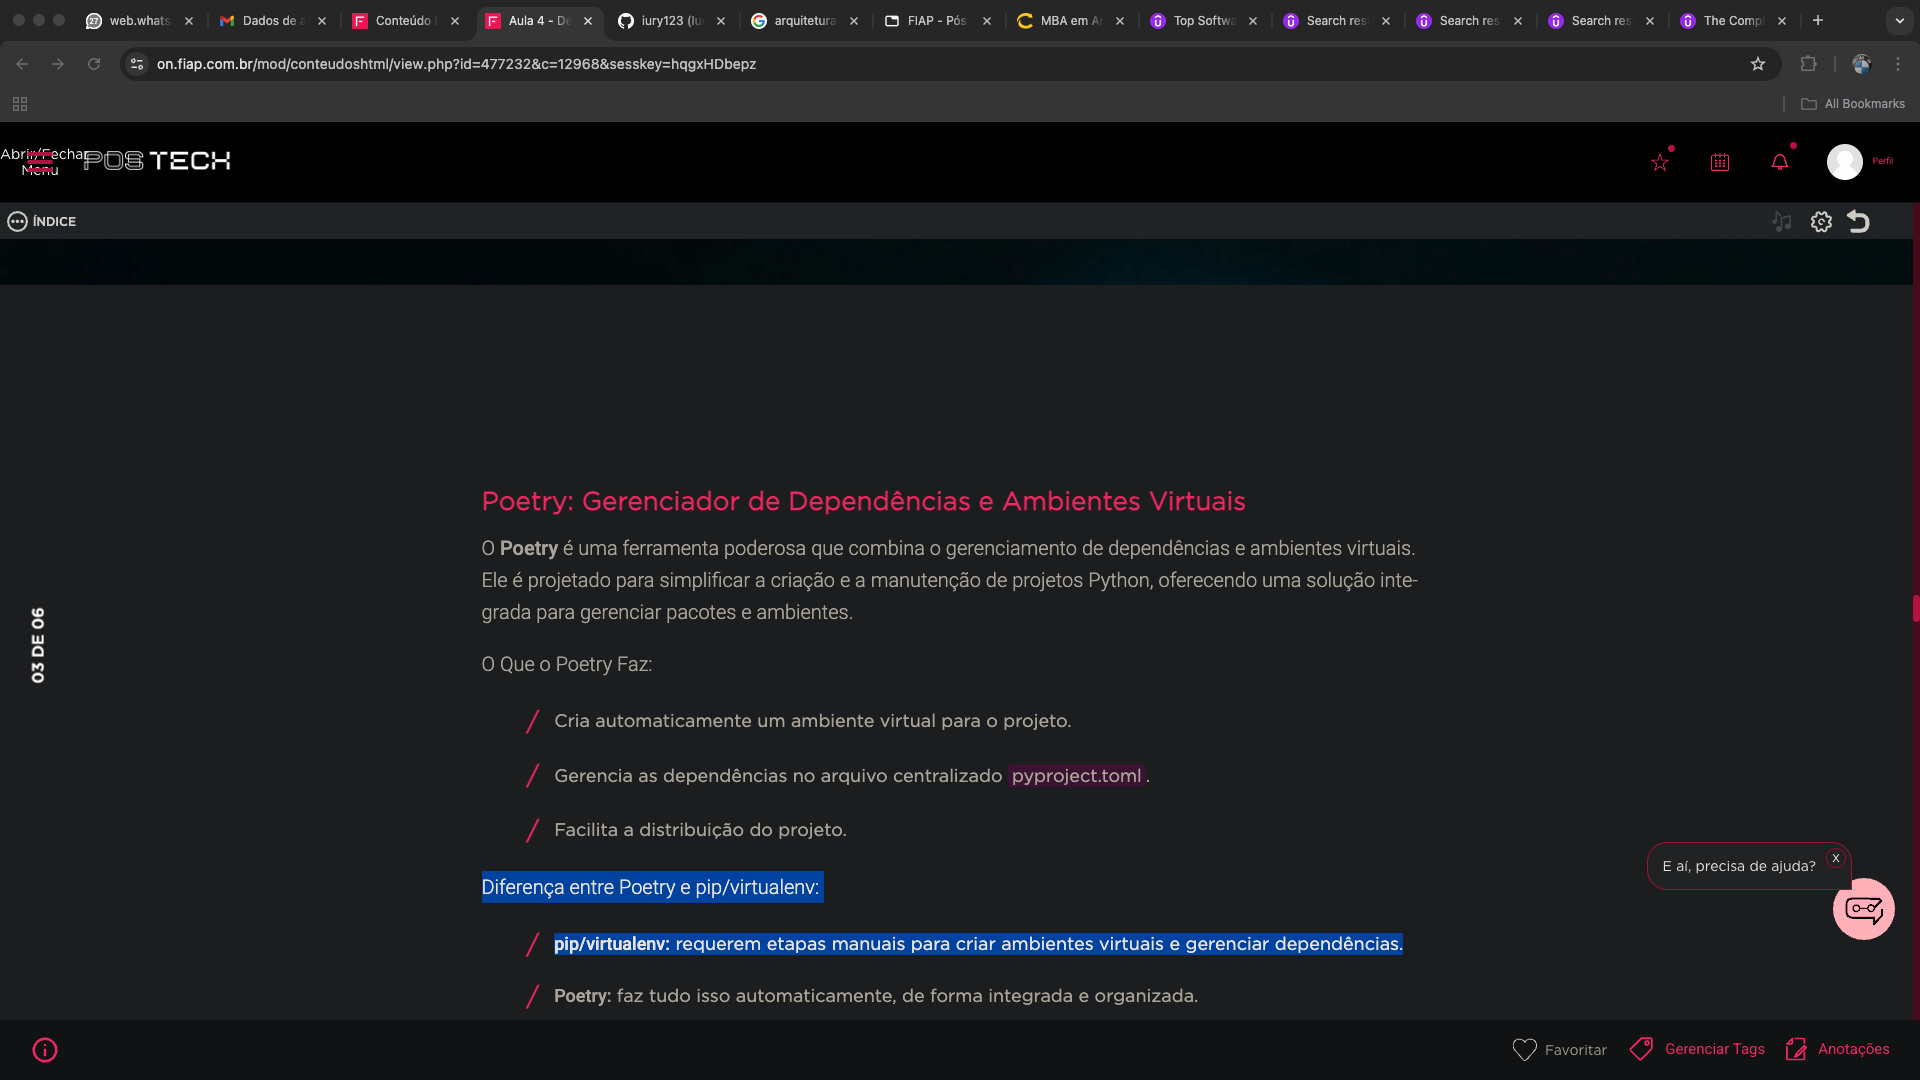 27
web.whats
Dados de a
Conteúdo
Aula 4 - De
iury123 (Iu
arquitetura
FIAP - Pós
MBA em A
Top Softwa
Search res
Search res
Search res
The Comp
on.fiap.com.br/mod/conteudoshtml/view.php?id=477232&c=12968&sesskey=hqgxHDbepz
All Bookmarks
Abrir/Fechar
Menu
POS TECH
Perfil
ÍNDICE
03 DE 06
Poetry: Gerenciador de Dependências e Ambientes Virtuais
O Poetry é uma ferramenta poderosa que combina o gerenciamento de dependências e ambientes virtuais.
Ele é projetado para simplificar a criação e a manutenção de projetos Python, oferecendo uma solução inte-
grada para gerenciar pacotes e ambientes.
O Que o Poetry Faz:
Cria automaticamente um ambiente virtual para o projeto.
Gerencia as dependências no arquivo centralizado pyproject.toml.
Facilita a distribuição do projeto.
Diferença entre Poetry e pip/virtualenv:
pip/virtualenv: requerem etapas manuais para criar ambientes virtuais e gerenciar dependências.
Poetry: faz tudo isso automaticamente, de forma integrada e organizada.
E aí, precisa de ajuda?
X
Favoritar
Gerenciar Tags
Anotações